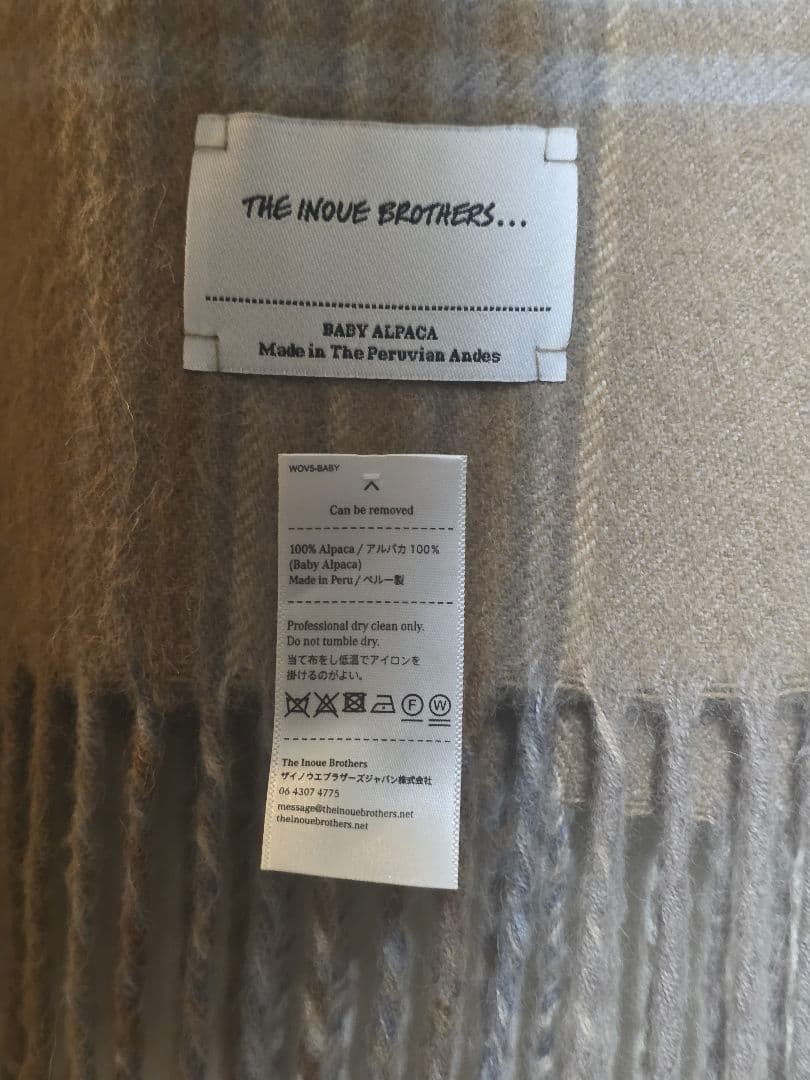 THE INOUE BROTHERS...
BABY ALPACA
Made in The Peruvian Andes
WOVS-BABY
Can be removed
100% Alpaca / アルパカ 100%
(Baby Alpaca)
Made in Peru / ペルー製
Professional dry clean only.
Do not tumble dry.
当て布をし低温でアイロンを
掛けるのがよい。
F W
The Inoue Brothers
ザイノウエブラザーズジャパン株式会社
06 4307 4775
message@theinouebrothers.net
theinouebrothers.net